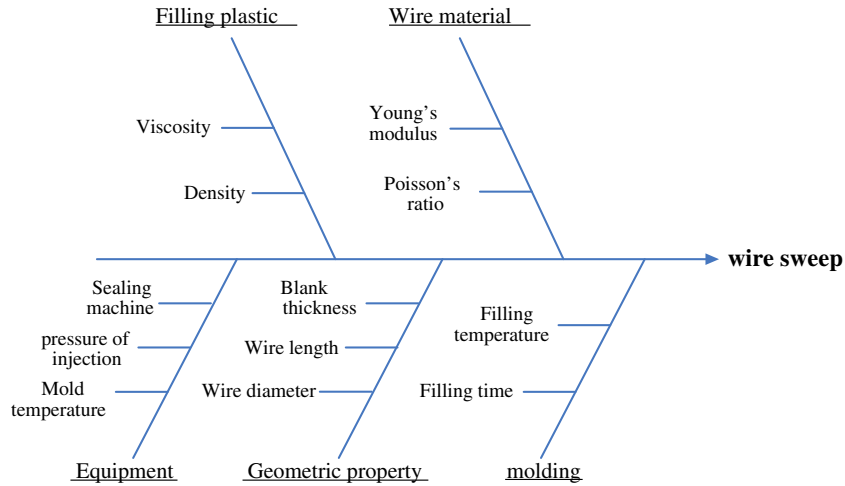 Filling plastic
Wire material
Viscosity
Density
Young's
modulus
Poisson's
ratio
wire sweep
Sealing
machine
pressure of
injection
Mold
temperature
Blank
thickness
Wire length
Wire diameter
Filling
temperature
Filling time
Equipment
Geometric property
molding